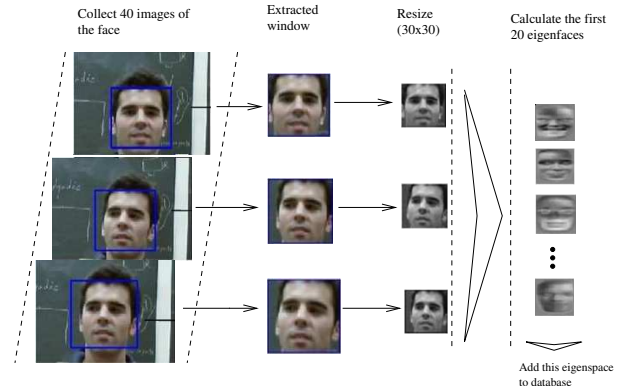 Collect 40 images of
the face
Extracted
window
Resize
(30x30)
Calculate the first
20 eigenfaces
Add this eigenspace
to database